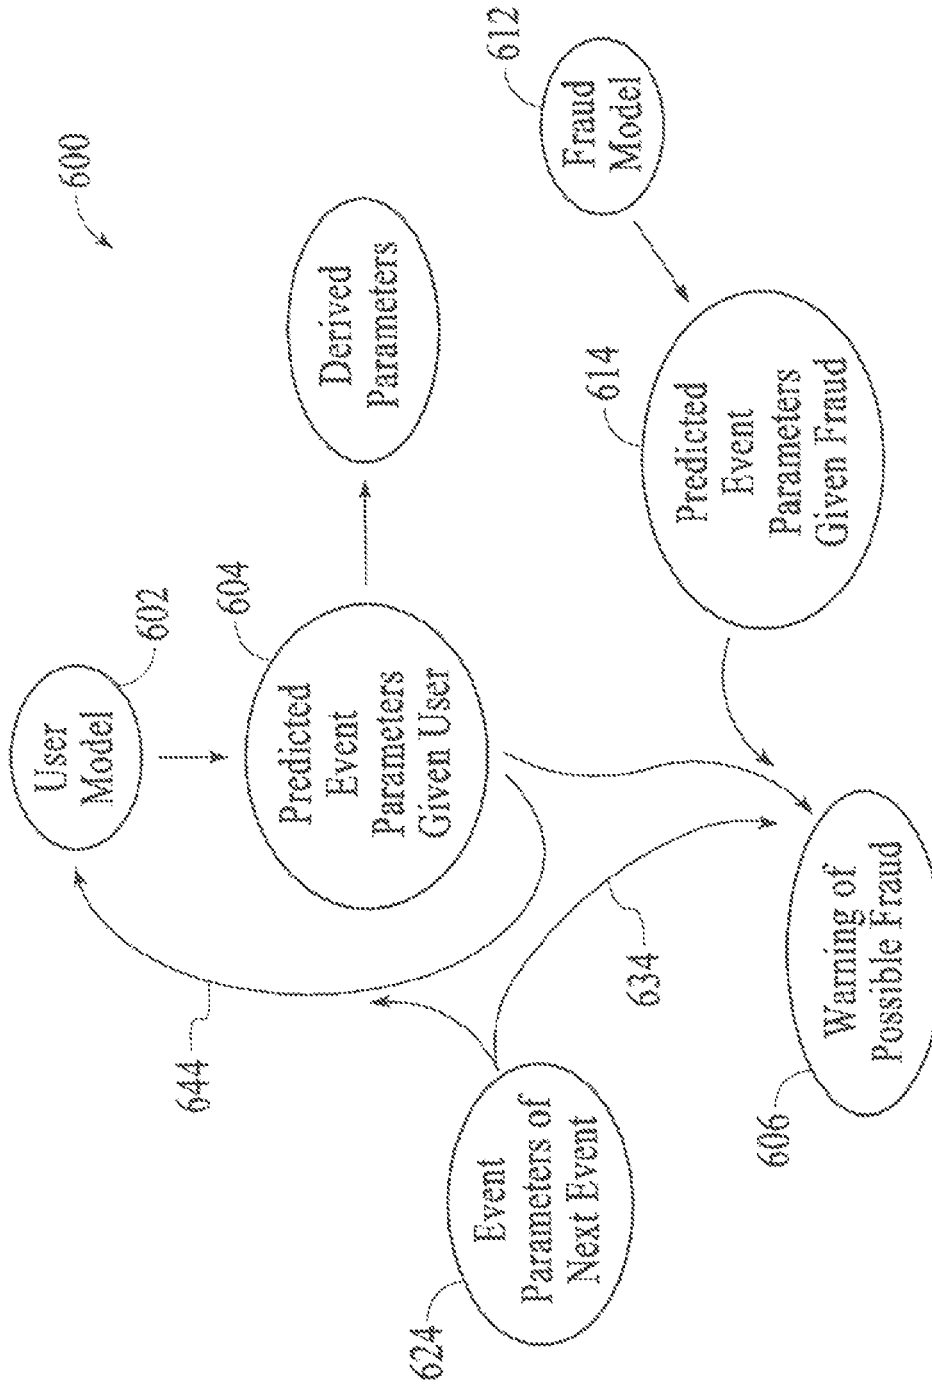 600
User
Model
602
604
Predicted
Event
Parameters
Given User
Derived
Parameters
612
Fraud
Model
614
Predicted
Event
Parameters
Given Fraud
644
634
624
Event
Parameters of
Next Event
606
Warning of
Possible Fraud